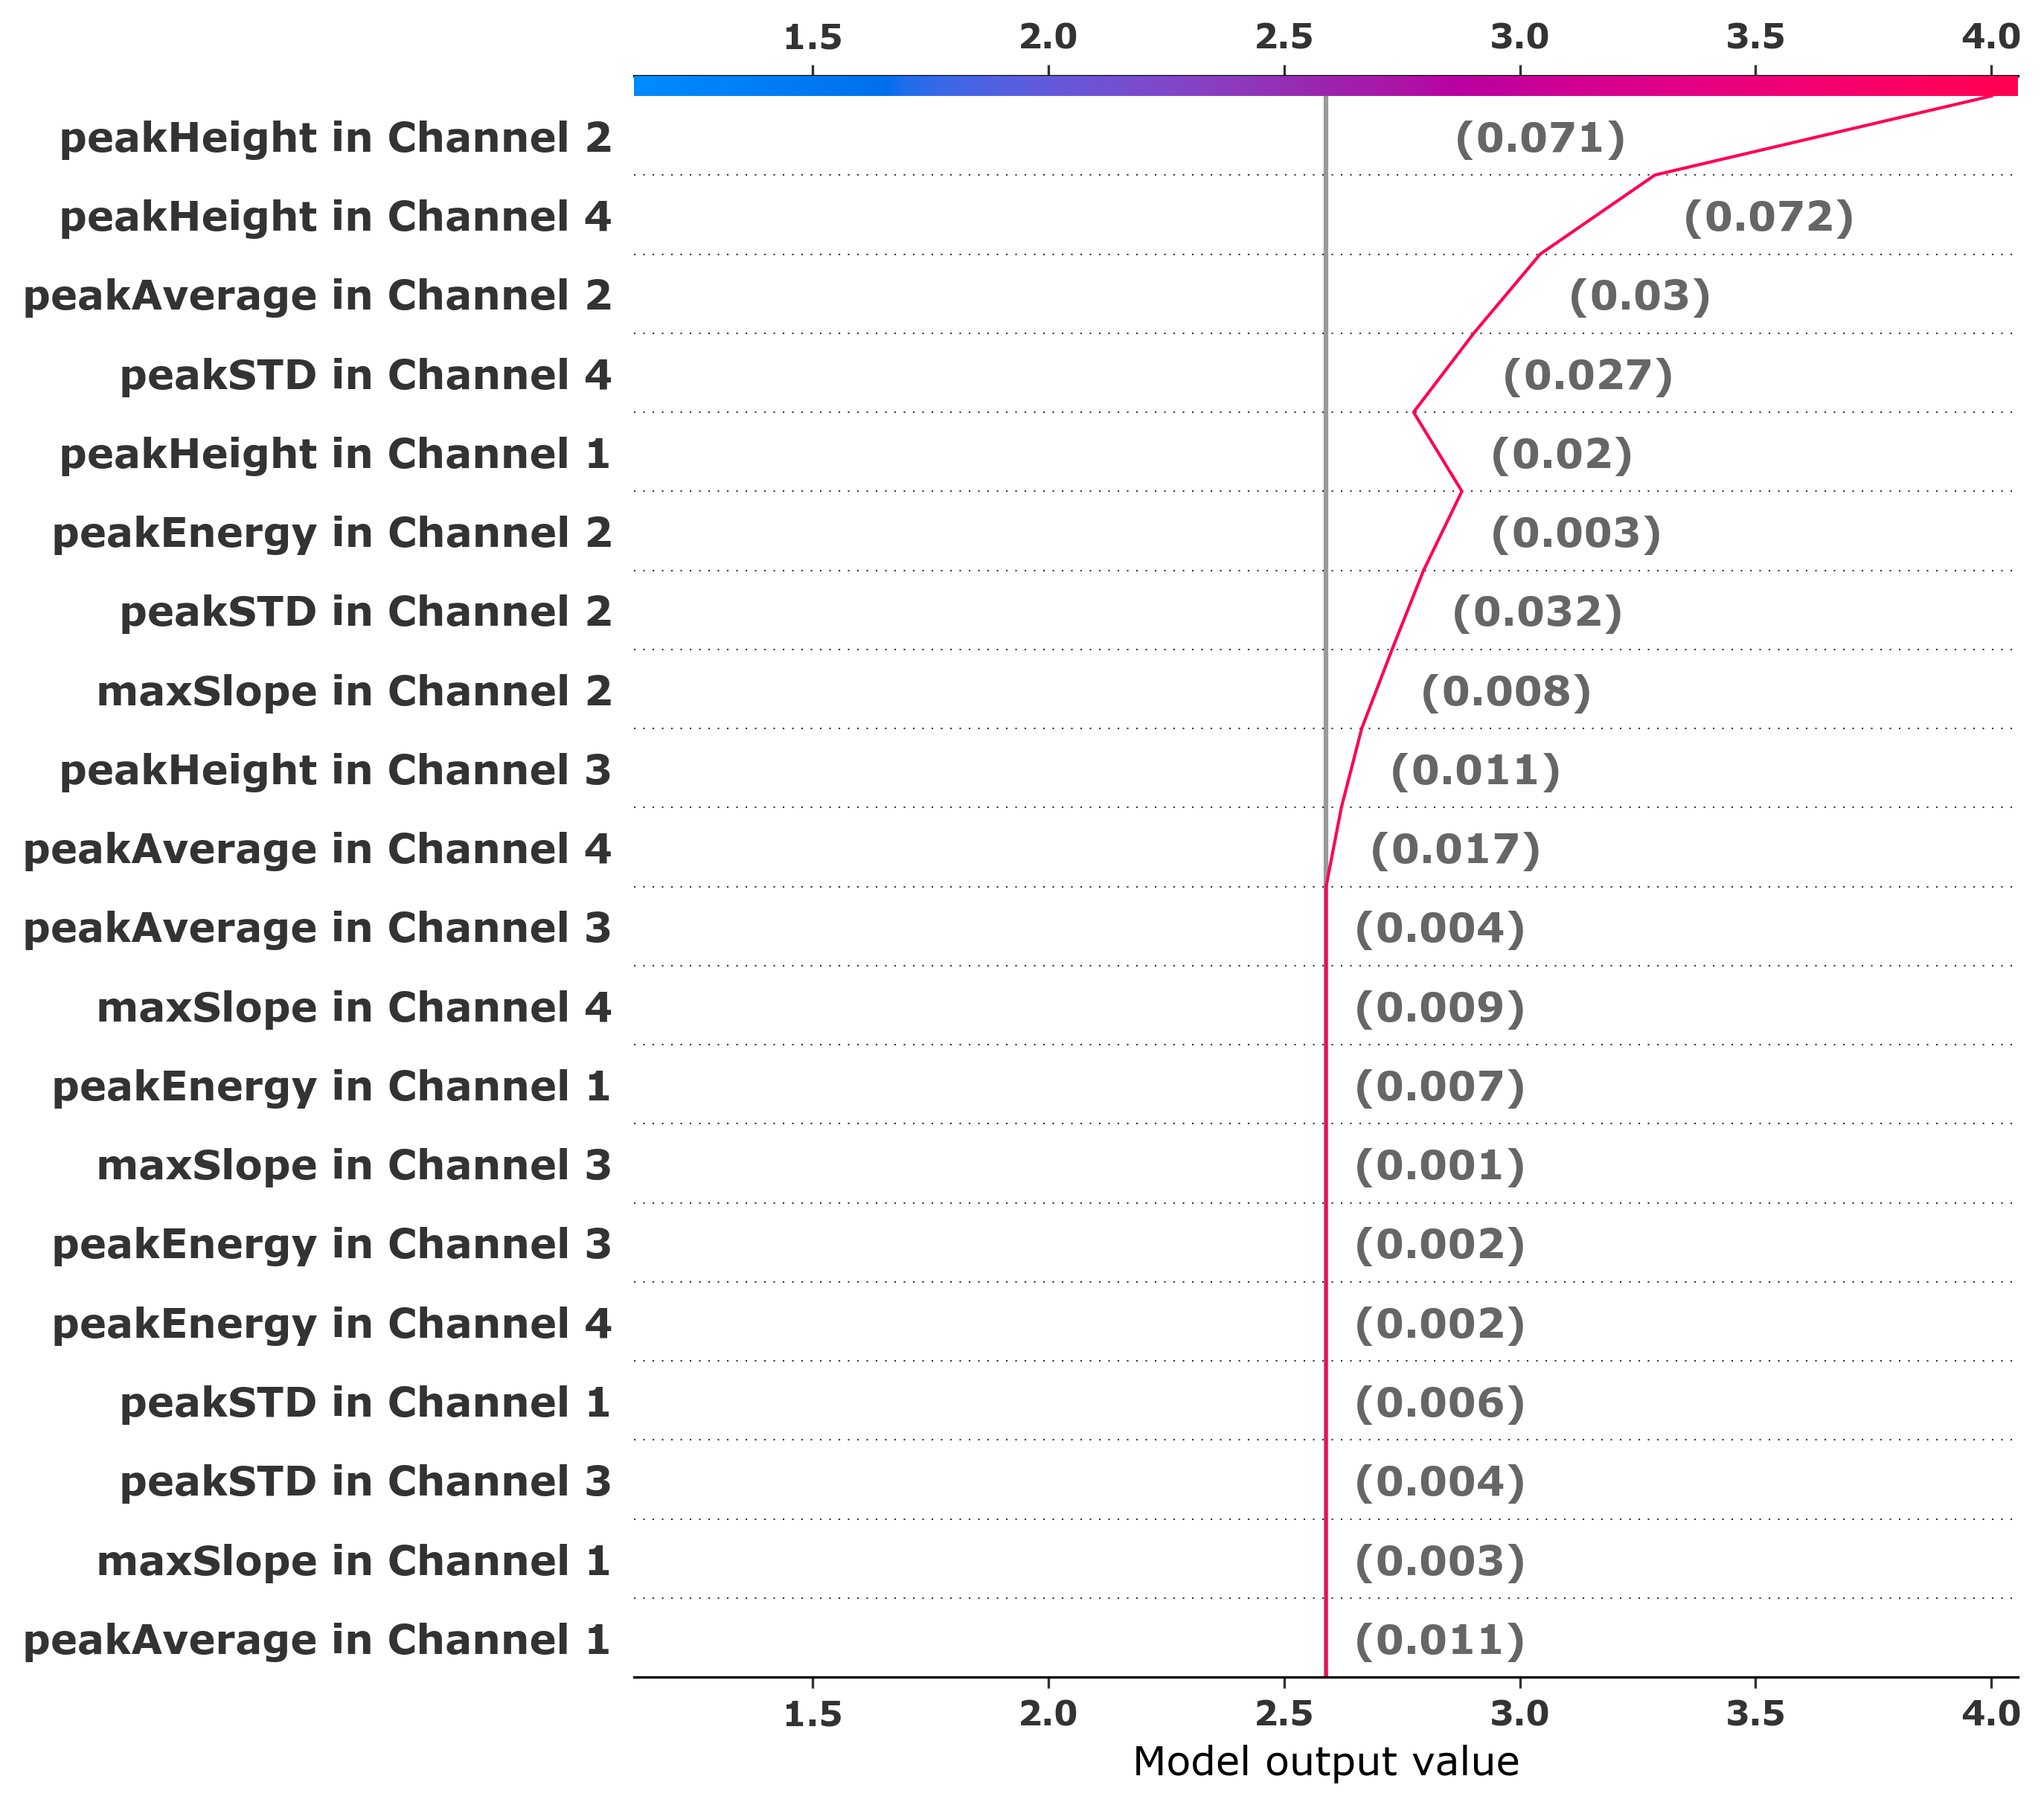 1.5 2.0 2.5 3.0 3.5 4.0
peakHeight in Channel 2 (0.071)
peakHeight in Channel 4 (0.072)
peakAverage in Channel 2 (0.03)
peakSTD in Channel 4 (0.027)
peakHeight in Channel 1 (0.02)
peakEnergy in Channel 2 (0.003)
peakSTD in Channel 2 (0.032)
maxSlope in Channel 2 (0.008)
peakHeight in Channel 3 (0.011)
peakAverage in Channel 4 (0.017)
peakAverage in Channel 3 (0.004)
maxSlope in Channel 4 (0.009)
peakEnergy in Channel 1 (0.007)
maxSlope in Channel 3 (0.001)
peakEnergy in Channel 3 (0.002)
peakEnergy in Channel 4 (0.002)
peakSTD in Channel 1 (0.006)
peakSTD in Channel 3 (0.004)
maxSlope in Channel 1 (0.003)
peakAverage in Channel 1 (0.011)
1.5 2.0 2.5 3.0 3.5 4.0
Model output value